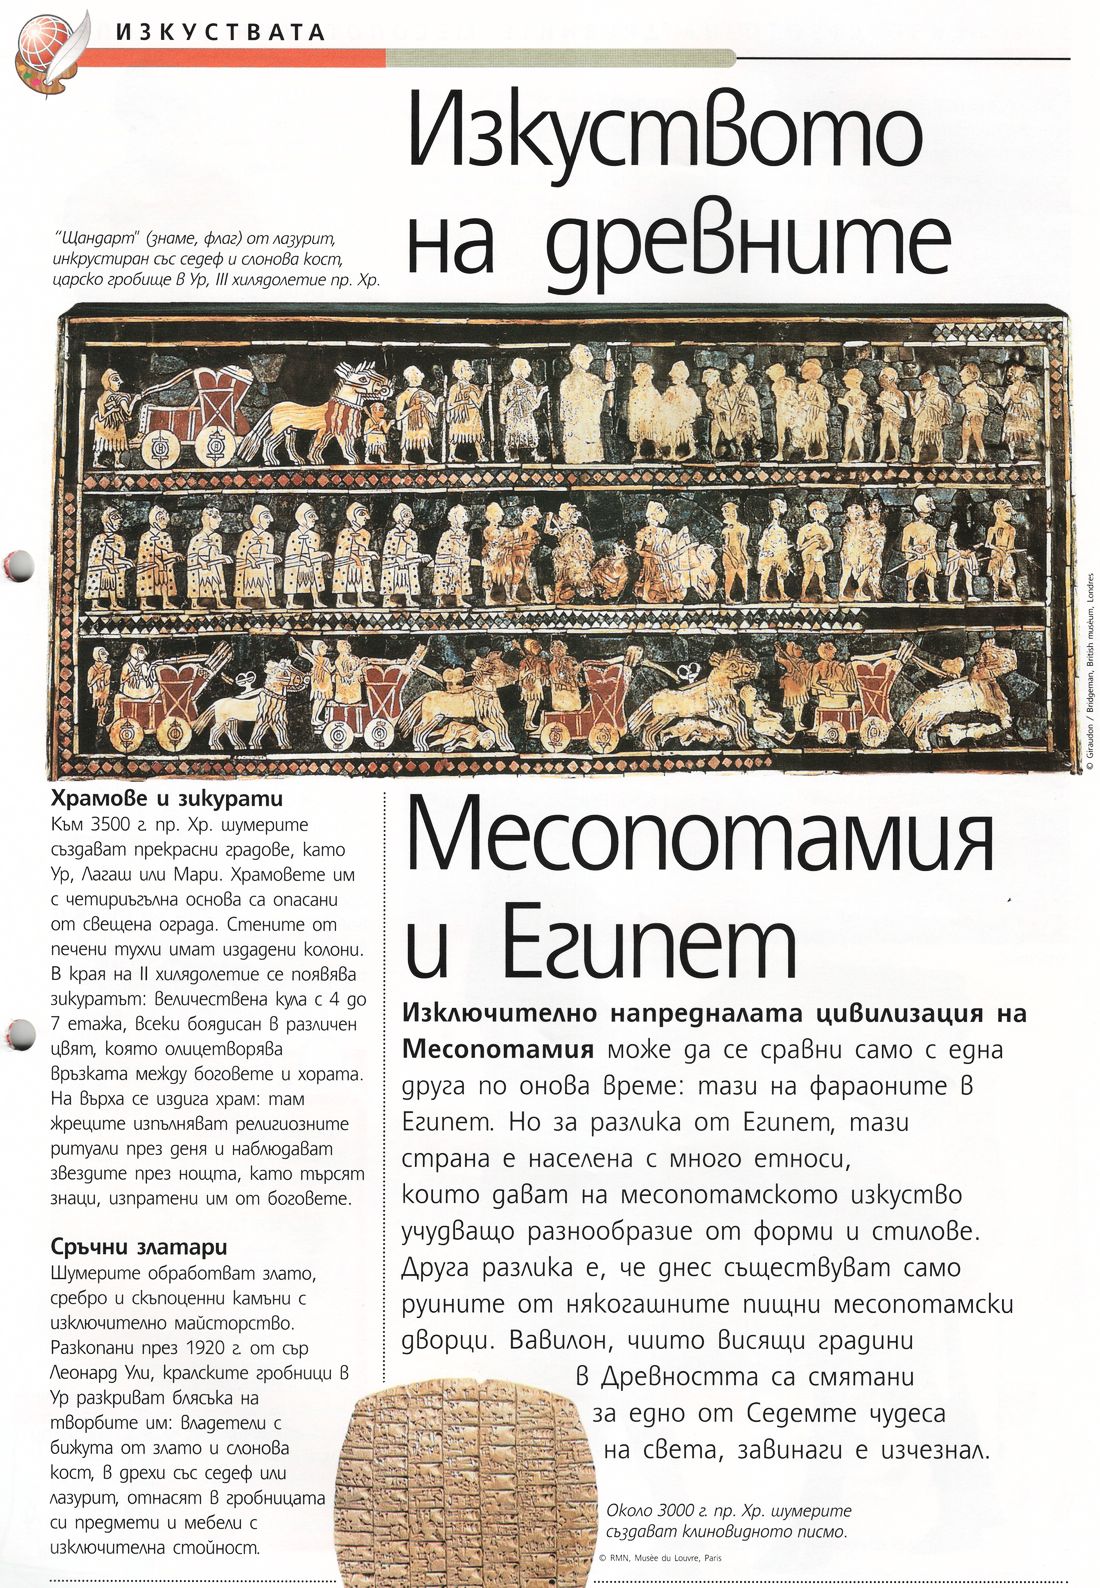 ИЗКУСТВАТА
Изкуството
на древните
“Щандарт" (знаме, флаг) от лазурит,
инкрустиран със седеф и слонова кост,
царско гробище в Ур, III хилядолетие пр. Хр.
© Giraudon / Bridgeman, British muséum, Londres
Месопотамия
и Египет
Храмове и зикурати
Към 3500 г. пр. Хр. шумерите
създават прекрасни градове, като
Ур, Лагаш или Мари. Храмовете им
с четириъгълна основа са опасани
от свещена ограда. Стените от
печени тухли имат издадени колони.
В края на II хилядолетие се появява
зикуратът: величествена кула с 4 до
7 етажа, всеки боядисан в различен
цвят, която олицетворява
връзката между боговете и хората.
На върха се издига храм: там
жреците изпълняват религиозните
ритуали през деня и наблюдават
звездите през нощта, като търсят
знаци, изпратени им от боговете.
Сръчни златари
Шумерите обработват злато,
сребро и скъпоценни камъни с
изключително майсторство.
Разкопани през 1920 г. от сър
Леонард Ули, кралските гробници в
Ур разкриват блясъка на
творбите им: владетели с
бижута от злато и слонова
кост, в дрехи със седеф или
лазурит, отнасят в гробницата
си предмети и мебели с
изключителна стойност.
Изключително напредналата цивилизация на
Месопотамия може да се сравни само с една
друга по онова време: тази на фараоните в
Египет. Но за разлика от Египет, тази
страна е населена с много етноси,
които дават на месопотамското изкуство
учудващо разнообразие от форми и стилове.
Друга разлика е, че днес съществуват само
руините от някогашните пищни месопотамски
дворци. Вавилон, чиито висящи градини
в Древността са смятани
за едно от Седемте чудеса
на света, завинаги е изчезнал.
Около 3000 г. пр. Хр. шумерите
създават клиновидното писмо.
© RMN, Musée du Louvre, Paris